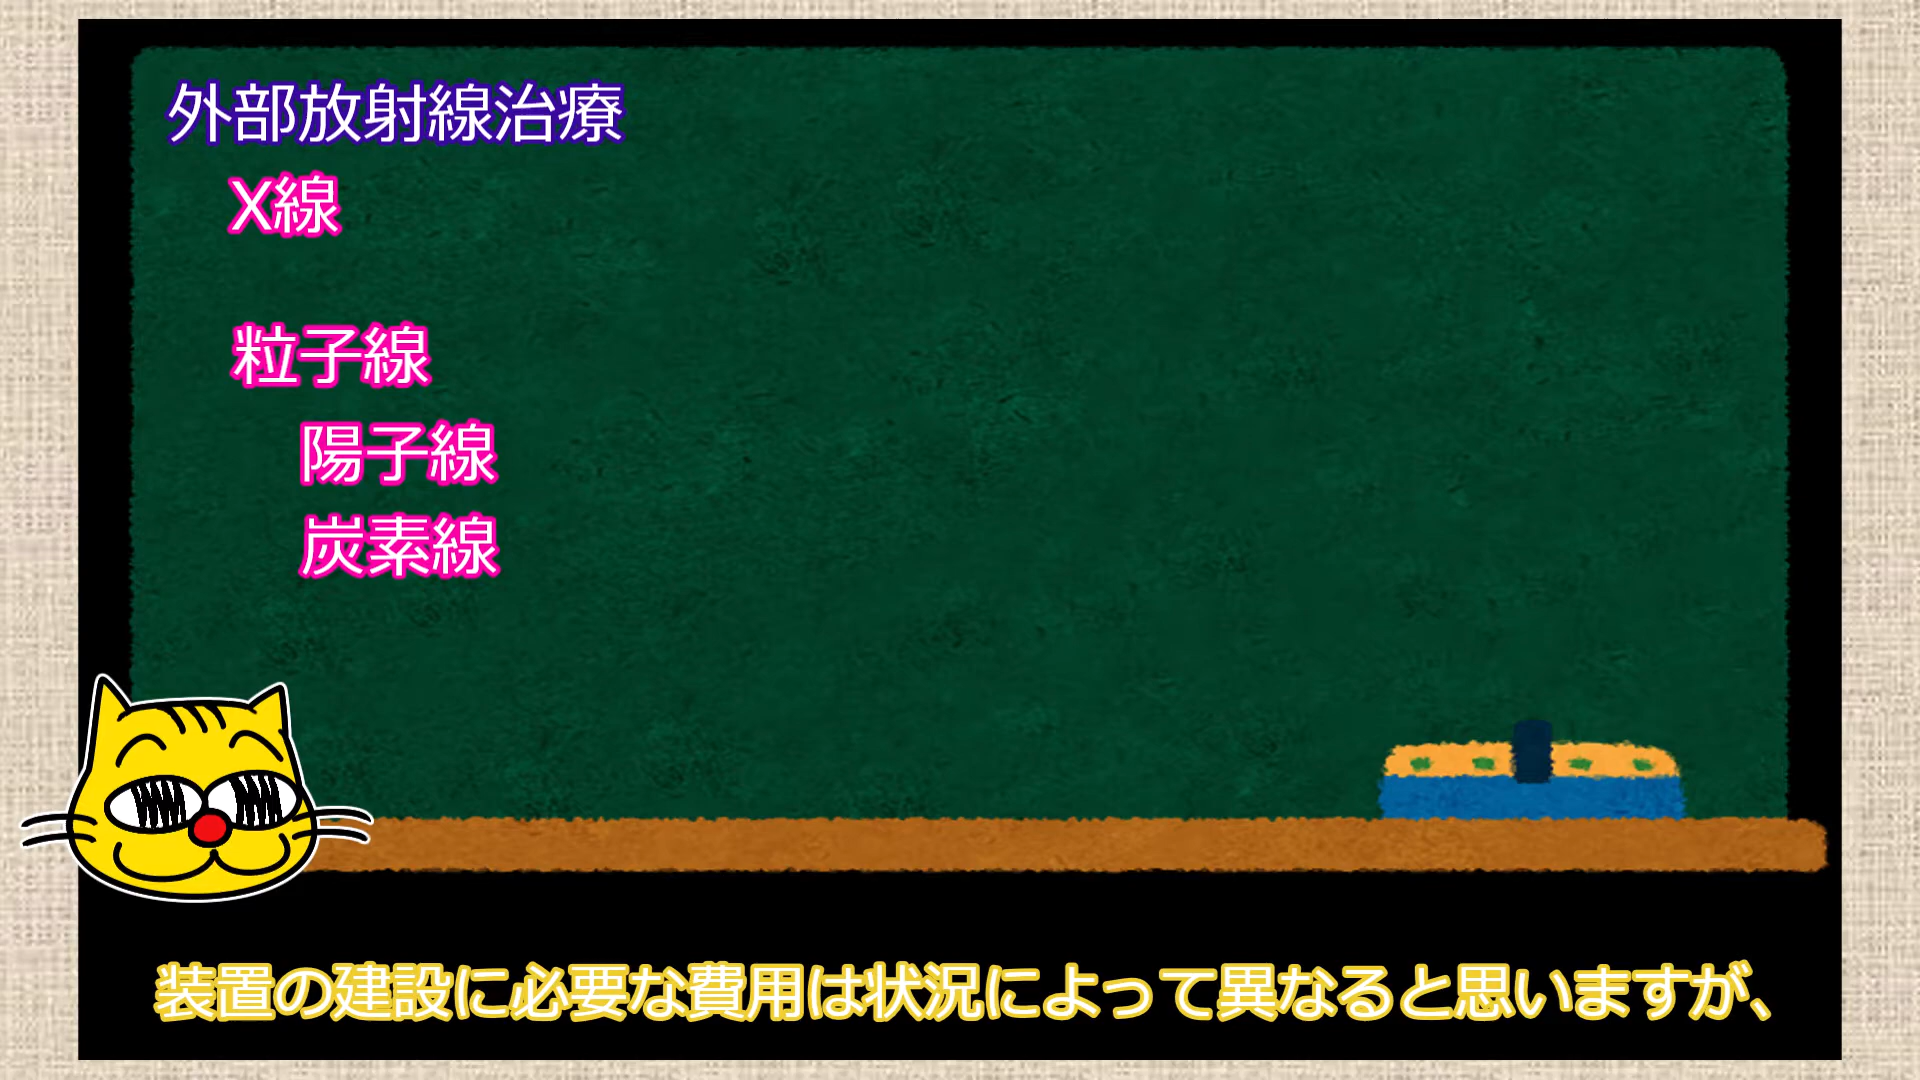 外部放射線治療
X線
粒子線
陽子線
炭素線
装置の建設に必要な費用は状況によって異なると思いますが、